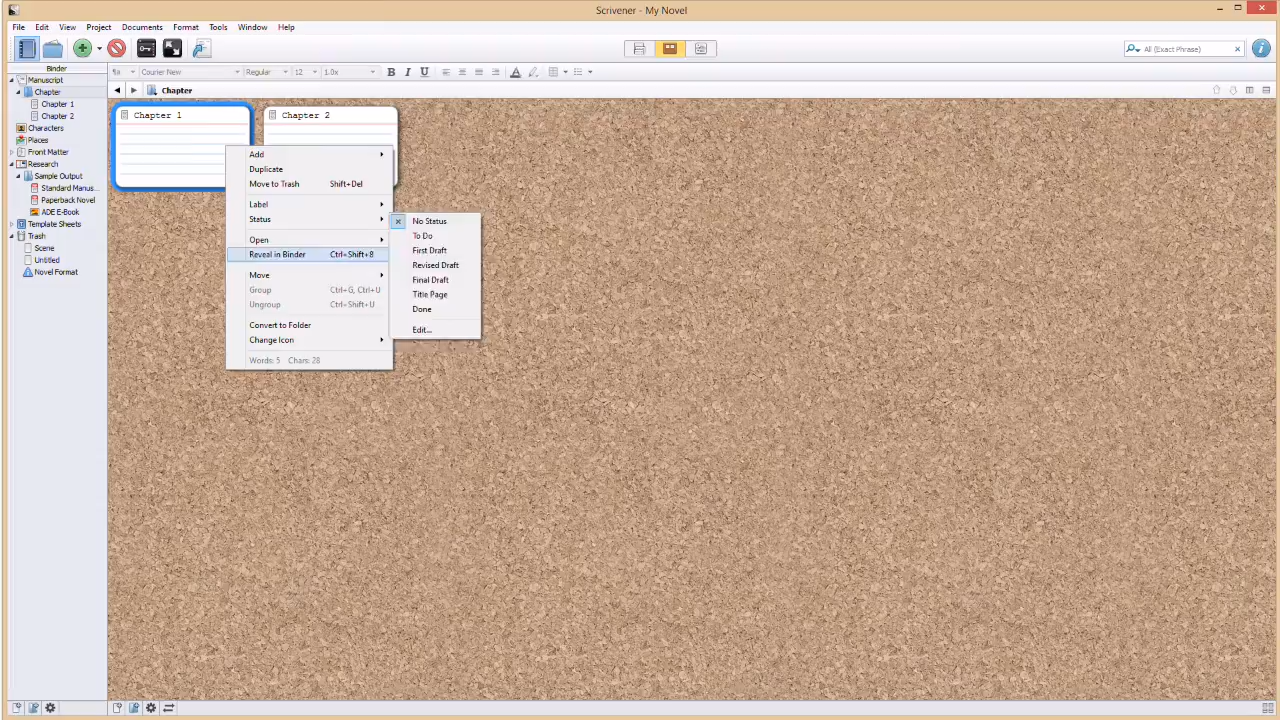 Scrivener - My Novel
File Edit View Project Documents Format Tools Window Help
All (Exact Phrase)
Binder
Courier New Regular 12 1.0x B I U A
Manuscript
Chapter
Chapter 1
Chapter 2
Characters
Places
Front Matter
Research
Sample Output
Standard Manus...
Paperback Novel
ADE E-Book
Template Sheets
Trash
Scene
Untitled
Novel Format
Chapter
Chapter 1
Chapter 2
Add
Duplicate
Move to Trash Shift+Del
Label
Status
Open
Reveal in Binder Ctrl+Shift+8
Move
Group Ctrl+G, Ctrl+U
Ungroup Ctrl+Shift+U
Convert to Folder
Change Icon
Words: 5 Chars: 28
No Status
To Do
First Draft
Revised Draft
Final Draft
Title Page
Done
Edit...